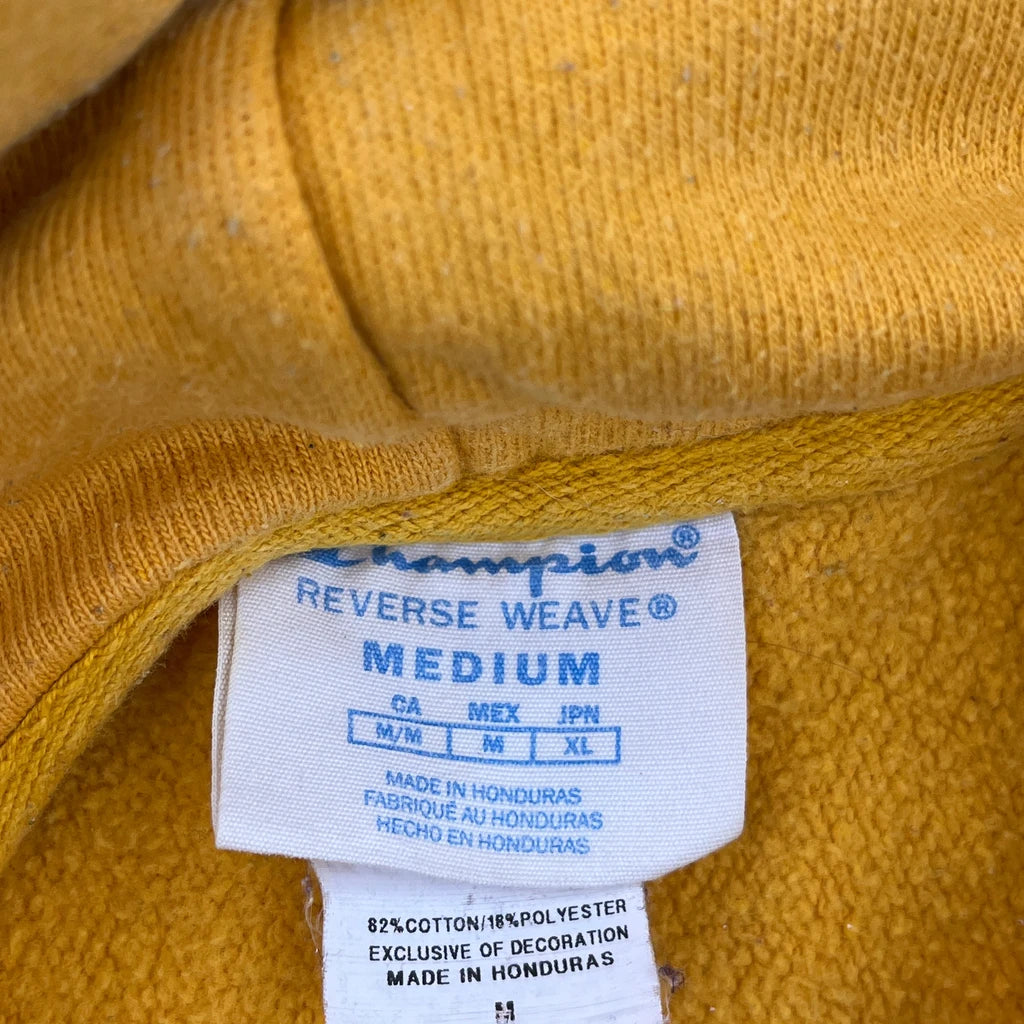 Champion®
REVERSE WEAVE®
MEDIUM
CA MEX JPN
M/M M XL
MADE IN HONDURAS
FABRIQUÉ AU HONDURAS
HECHO EN HONDURAS
82%COTTON/18%POLYESTER
EXCLUSIVE OF DECORATION
MADE IN HONDURAS